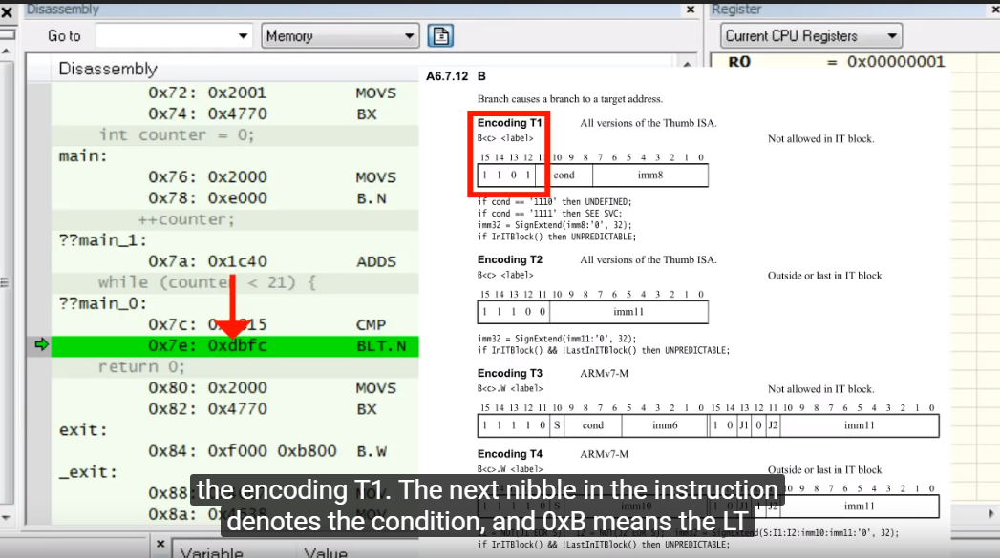 Disassembly
Register
Go to
Memory
Current CPU Registers
Disassembly
R0 = 0x00000001
0x72: 0x2001 MOVS
0x74: 0x4770 BX
int counter = 0;
main:
0x76: 0x2000 MOVS
0x78: 0xe000 B.N
++counter;
??main_1:
0x7a: 0x1c40 ADDS
while (counter < 21) {
??main_0:
0x7c: CMP
0x7e: 0xdbfc BLT.N
return 0;
0x80: 0x2000 MOVS
0x82: 0x4770 BX
exit:
0x84: 0xf000 0xb800 B.W
_exit:
0x88:
0x8a:
Variable Value
A6.7.12 B
Branch causes a branch to a target address.
Encoding T1 All versions of the Thumb ISA.
B<c> <label> Not allowed in IT block.
15 14 13 12 11 10 9 8 7 6 5 4 3 2 1 0
1 1 0 1 cond imm8
if cond == '1110' then UNDEFINED;
if cond == '1111' then SEE SVC;
imm32 = SignExtend(imm8:'0', 32);
if InITBlock() then UNPREDICTABLE;
Encoding T2 All versions of the Thumb ISA.
B<c> <label> Outside or last in IT block
15 14 13 12 11 10 9 8 7 6 5 4 3 2 1 0
1 1 1 0 0 imm11
imm32 = SignExtend(imm11:'0', 32);
if InITBlock() && !LastInITBlock() then UNPREDICTABLE;
Encoding T3 ARMv7-M
B<c>.W <label> Not allowed in IT block.
15 14 13 12 11 10 9 8 7 6 5 4 3 2 1 0 15 14 13 12 11 10 9 8 7 6 5 4 3 2 1 0
1 1 1 1 0 S cond imm6 1 0 J1 0 J2 imm11
Encoding T4 ARMv7-M
B<c>.W <label> Outside or last in IT block
10 9 8 7 6 5 4 3 2 1 0
imm10 imm11
SignExtend(S:I1:I2:imm10:imm11:'0', 32);
if InITBlock() && !LastInITBlock() then UNPREDICTABLE;
the encoding T1. The next nibble in the instruction
denotes the condition, and 0xB means the LT